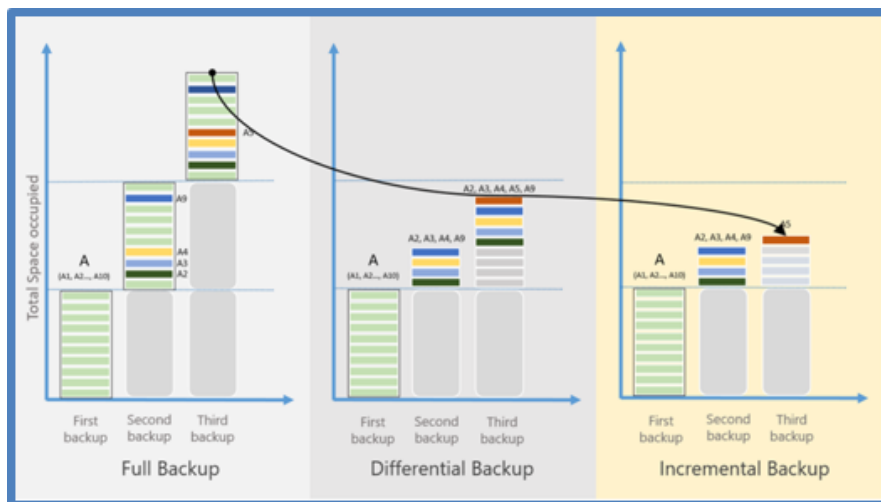 Total Space occupied
A
(A1, A2..., A10)
A9
A4
A3
A2
A5
First
backup
Second
backup
Third
backup
Full Backup
A
(A1, A2..., A10)
A2, A3, A4, A9
A2, A3, A4, A5, A9
First
backup
Second
backup
Third
backup
Differential Backup
A
(A1, A2..., A10)
A2, A3, A4, A9
A5
First
backup
Second
backup
Third
backup
Incremental Backup